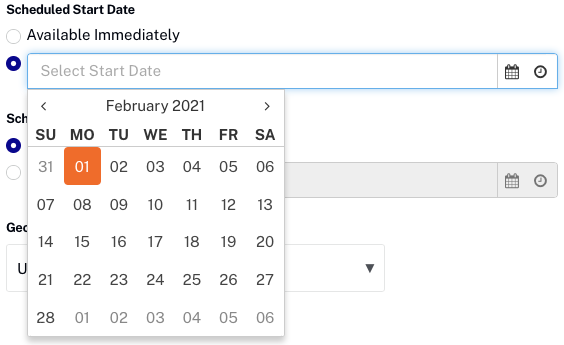 Scheduled Start Date
Available Immediately
Select Start Date
February 2021
Sch
SU MO TU WE TH FR SA
31 01 02 03 04 05 06
07 08 09 10 11 12 13
Geo
14 15 16 17 18 19 20
U
21 22 23 24 25 26 27
28 01 02 03 04 05 06